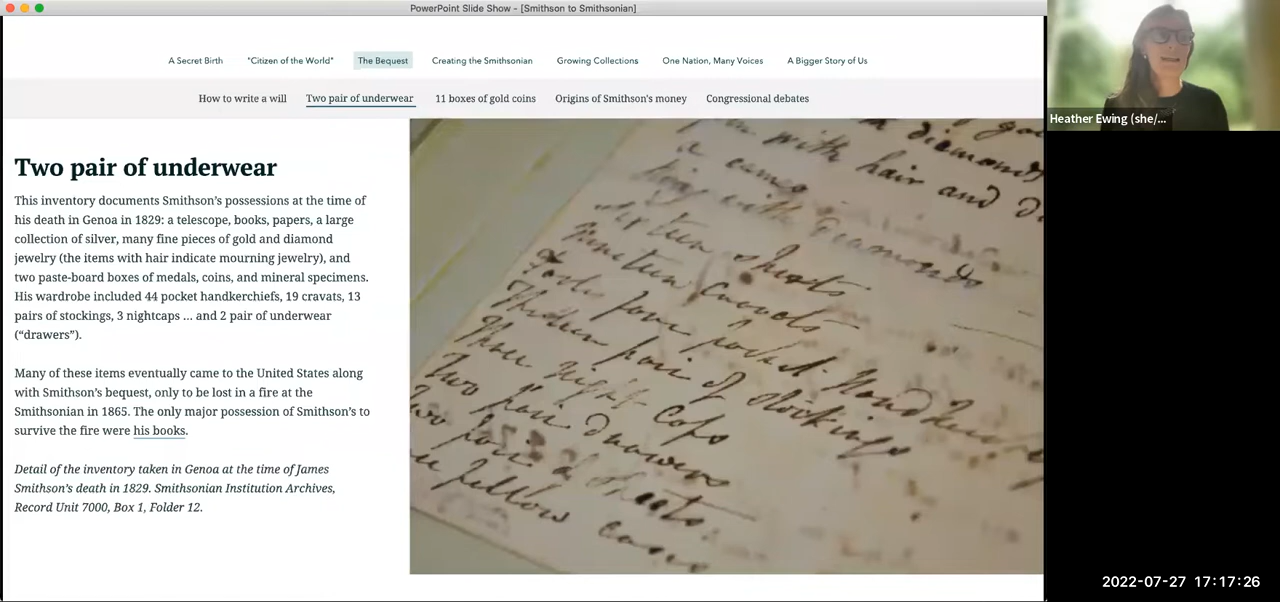 PowerPoint Slide Show - [Smithson to Smithsonian]
A Secret Birth "Citizen of the World" The Bequest Creating the Smithsonian Growing Collections One Nation, Many Voices A Bigger Story of Us
How to write a will Two pair of underwear 11 boxes of gold coins Origins of Smithson's money Congressional debates
Two pair of underwear
This inventory documents Smithson's possessions at the time of
his death in Genoa in 1829: a telescope, books, papers, a large
collection of silver, many fine pieces of gold and diamond
jewelry (the items with hair indicate mourning jewelry), and
two paste-board boxes of medals, coins, and mineral specimens.
His wardrobe included 44 pocket handkerchiefs, 19 cravats, 13
pairs of stockings, 3 nightcaps ... and 2 pair of underwear
("drawers").
Many of these items eventually came to the United States along
with Smithson's bequest, only to be lost in a fire at the
Smithsonian in 1865. The only major possession of Smithson's to
survive the fire were his books.
Detail of the inventory taken in Genoa at the time of James
Smithson's death in 1829. Smithsonian Institution Archives,
Record Unit 7000, Box 1, Folder 12.
diamonds
with hair and
a cameo
with Diamonds
Nineteen Cravats
four pocket Hand
Thirteen pair of Stockings
Three Night Caps
Two pair drawers
pair of sheets
pillow cases
Heather Ewing (she/...
2022-07-27 17:17:26